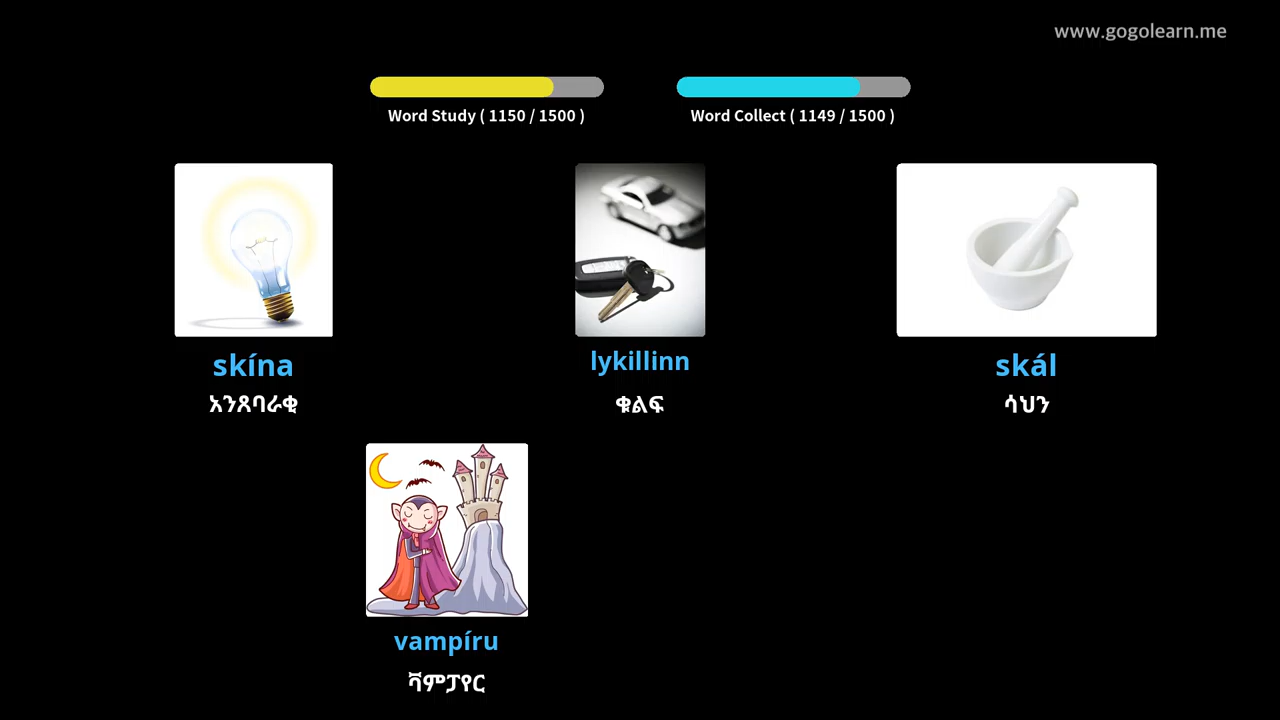 www.gogolearn.me
Word Study ( 1150 / 1500 )
Word Collect ( 1149 / 1500 )
skína
lykillinn
skál
አንጸባራቂ
ቁልፍ
ሳህን
vampíru
ቫምፓየር